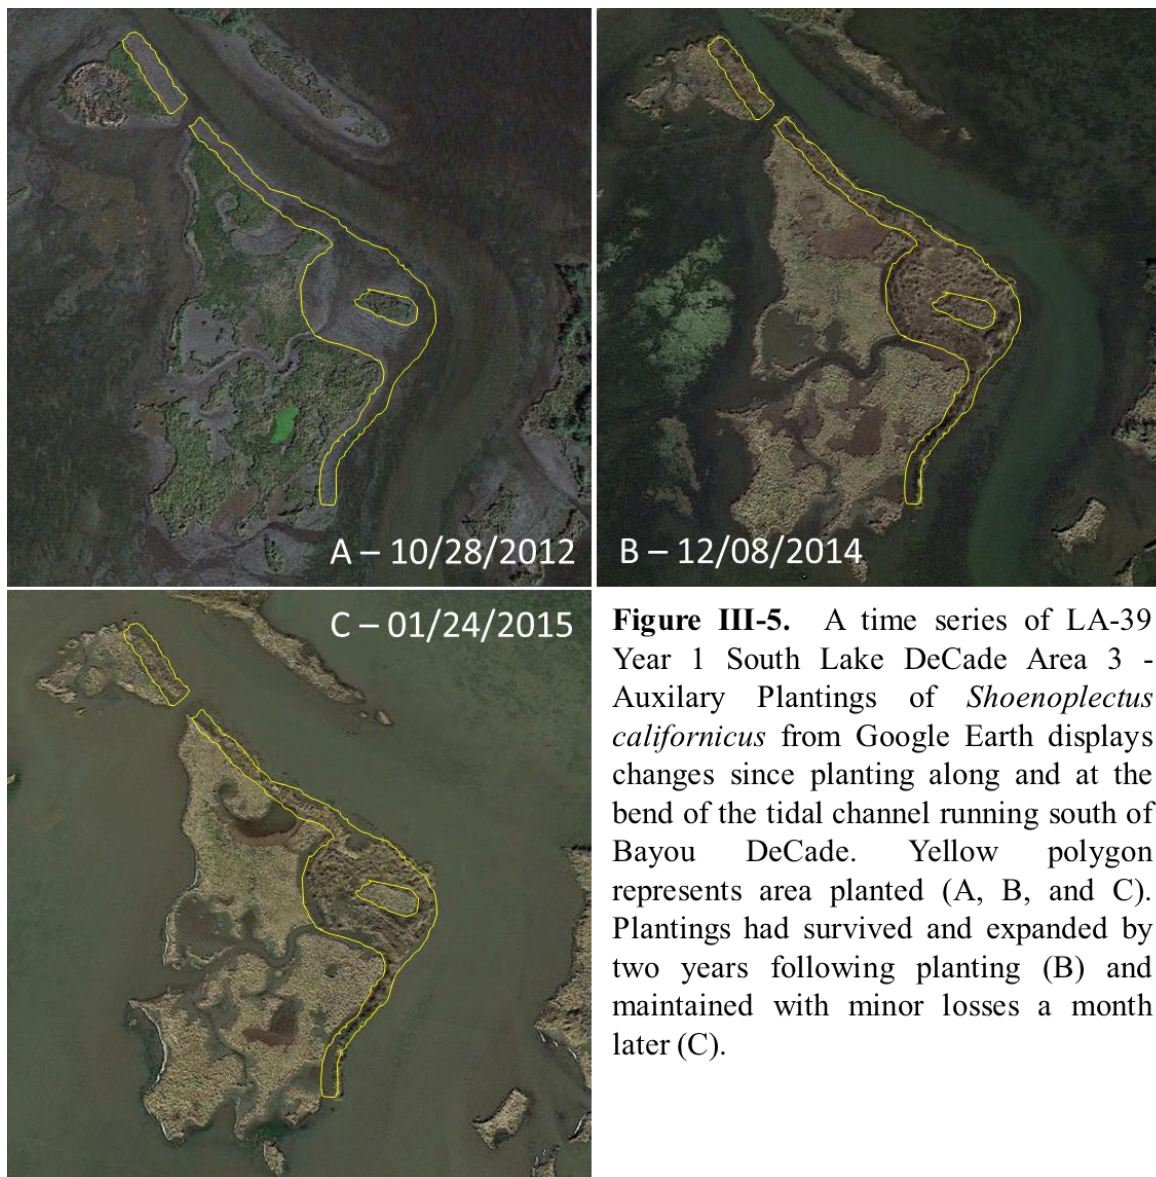 A – 10/28/2012
B – 12/08/2014
C – 01/24/2015
Figure III-5. A time series of LA-39
Year 1 South Lake DeCade Area 3 -
Auxilary Plantings of Shoenoplectus
californicus from Google Earth displays
changes since planting along and at the
bend of the tidal channel running south of
Bayou DeCade. Yellow polygon
represents area planted (A, B, and C).
Plantings had survived and expanded by
two years following planting (B) and
maintained with minor losses a month
later (C).